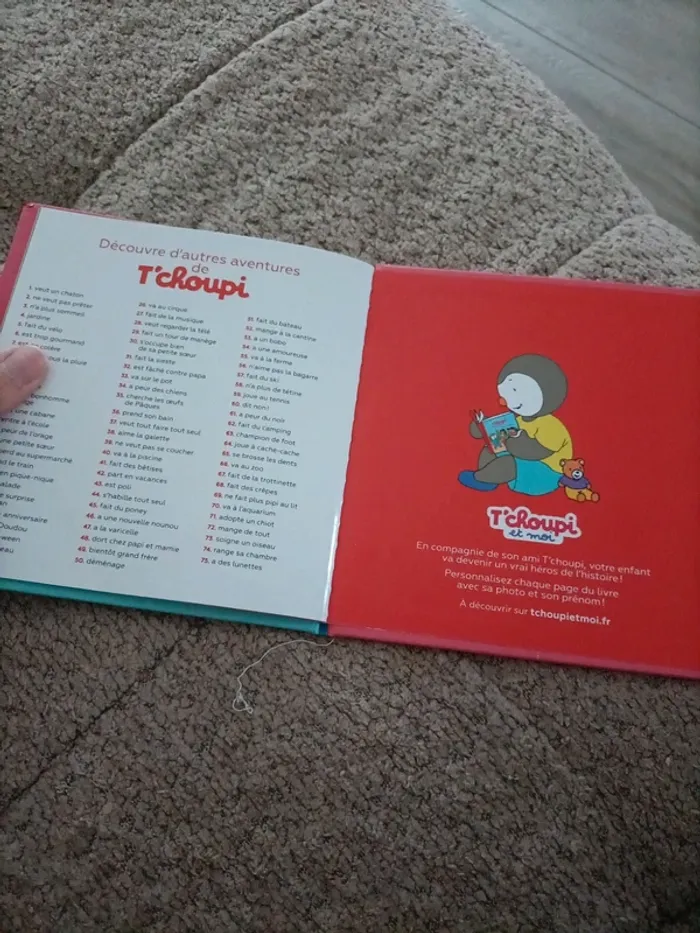 Découvre d'autres aventures
de
T'choupi
1. veut un chaton
2. ne veut pas prêter
3. n'a plus sommeil
4. jardine
5. fait du vélo
6. est trop gourmand
7. est en colère
sous la pluie
bonhomme
une cabane
rentre à l'école
peur de l'orage
une petite sœur
au supermarché
le train
en pique-nique
malade
surprise
anniversaire
Doudou
26. va au cirque
27. fait de la musique
28. veut regarder la télé
29. fait un tour de manège
30. s'occupe bien
de sa petite sœur
31. fait la sieste
32. est fâché contre papa
33. va sur le pot
34. a peur des chiens
35. cherche les œufs
de Pâques
36. prend son bain
37. veut tout faire tout seul
38. aime la galette
39. ne veut pas se coucher
40. va à la piscine
41. fait des bêtises
42. part en vacances
43. est poli
44. s'habille tout seul
45. fait du poney
46. a une nouvelle nounou
47. a la varicelle
48. dort chez papi et mamie
49. bientôt grand frère
50. déménage
51. fait du bateau
52. mange à la cantine
53. a un bobo
54. a une amoureuse
55. va à la ferme
56. n'aime pas la bagarre
57. fait du ski
58. n'a plus de tétine
59. joue au tennis
60. dit non !
61. a peur du noir
62. fait du camping
63. champion de foot
64. joue à cache-cache
65. se brosse les dents
66. va au zoo
67. fait de la trottinette
68. fait des crêpes
69. ne fait plus pipi au lit
70. va à l'aquarium
71. adopte un chiot
72. mange de tout
73. soigne un oiseau
74. range sa chambre
75. a des lunettes
T'choupi
et moi
En compagnie de son ami T'choupi, votre enfant
va devenir un vrai héros de l'histoire !
Personnalisez chaque page du livre
avec sa photo et son prénom !
À découvrir sur tchoupietmoi.fr